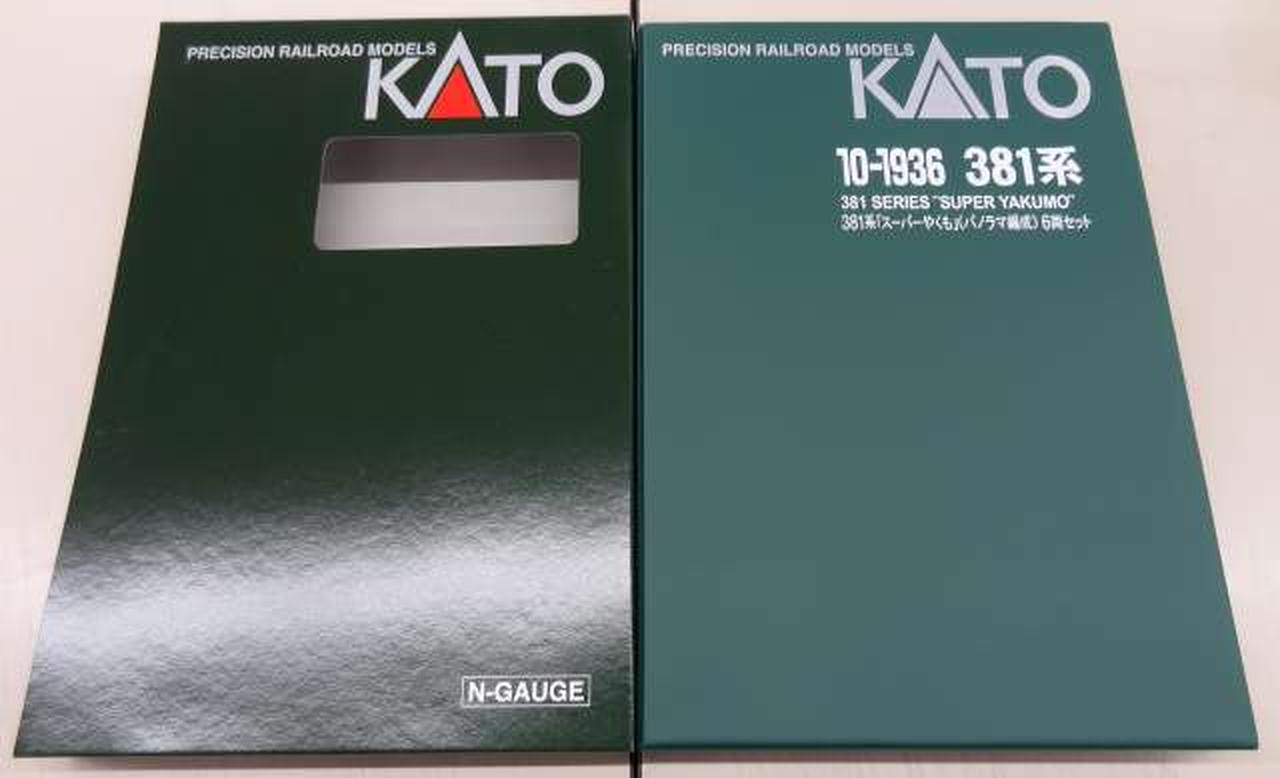 PRECISION RAILROAD MODELS
KATO
N-GAUGE
PRECISION RAILROAD MODELS
KATO
10-1936 381系
381 SERIES "SUPER YAKUMO"
381系「スーパーやくも」(パノラマ編成) 6両セット